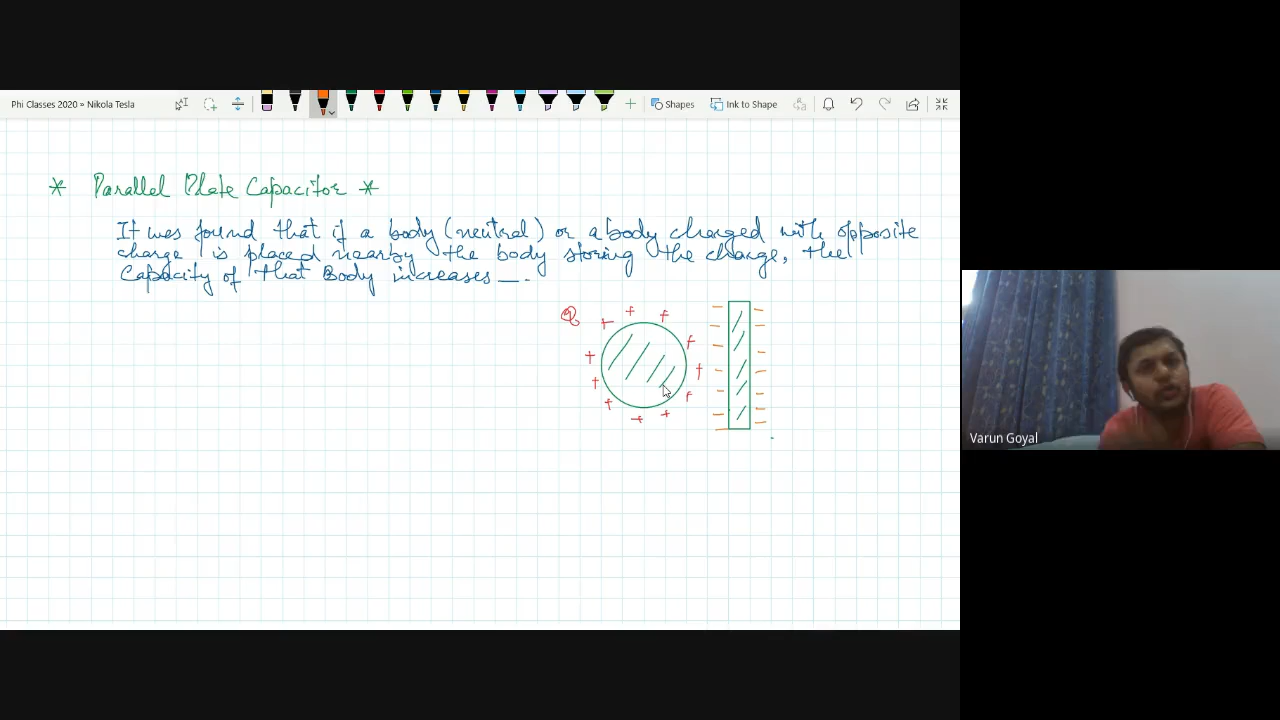 Phi Classes 2020 » Nikola Tesla
Shapes
Ink to Shape
* Parallel Plate Capacitor *
It was found that if a body (neutral) or a body charged with opposite
charge is placed nearby the body storing the charge, the
Capacity of that Body increases _.
Q
Varun Goyal